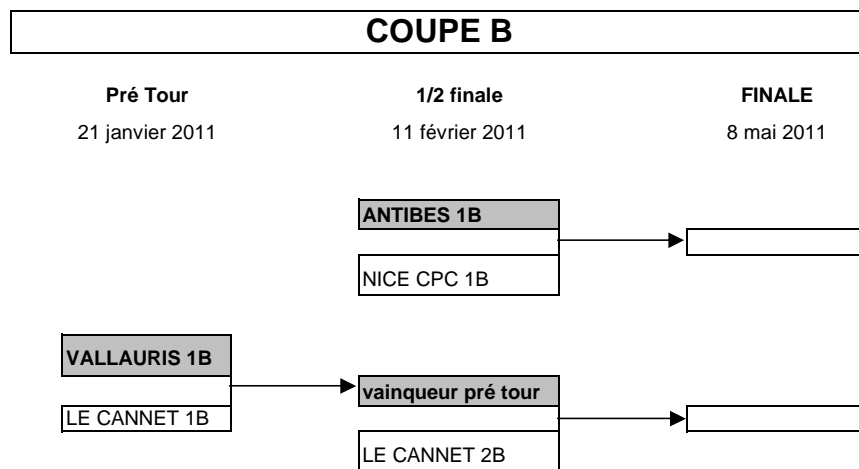 COUPE B
Pré Tour 1/2 finale FINALE
21 janvier 2011 11 février 2011 8 mai 2011
ANTIBES 1B
NICE CPC 1B
VALLAURIS 1B
vainqueur pré tour
LE CANNET 1B
LE CANNET 2B